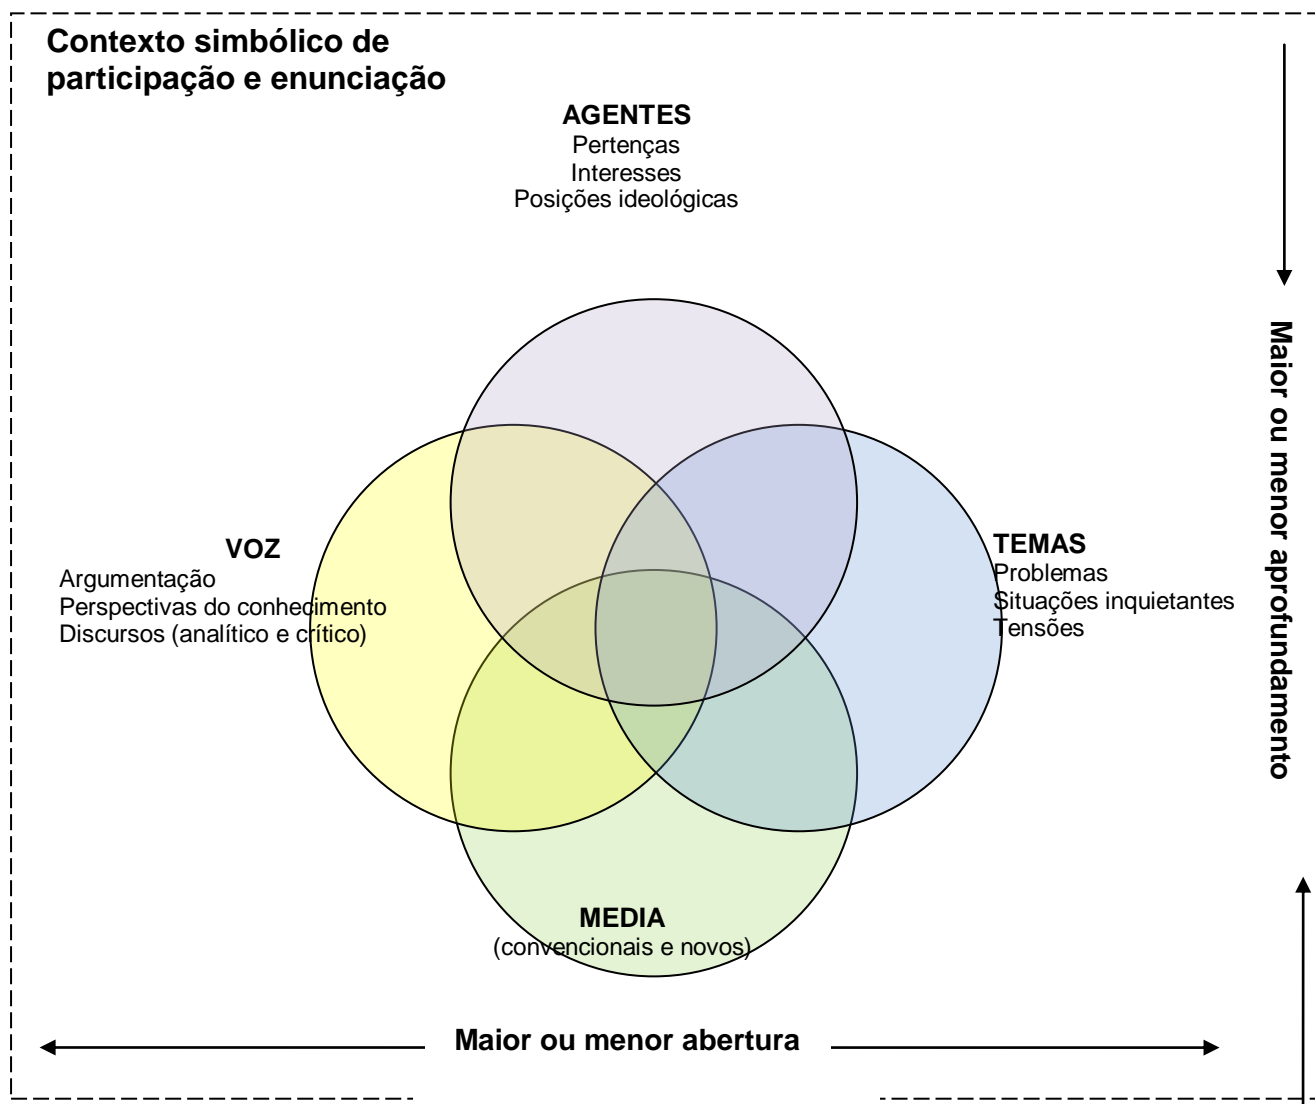 Contexto simbólico de
participação e enunciação
AGENTES
Pertenças
Interesses
Posições ideológicas
VOZ
Argumentação
Perspectivas do conhecimento
Discursos (analítico e crítico)
TEMAS
Problemas
Situações inquietantes
Tensões
Maior ou menor aprofundamento
MEDIA
(convencionais e novos)
Maior ou menor abertura